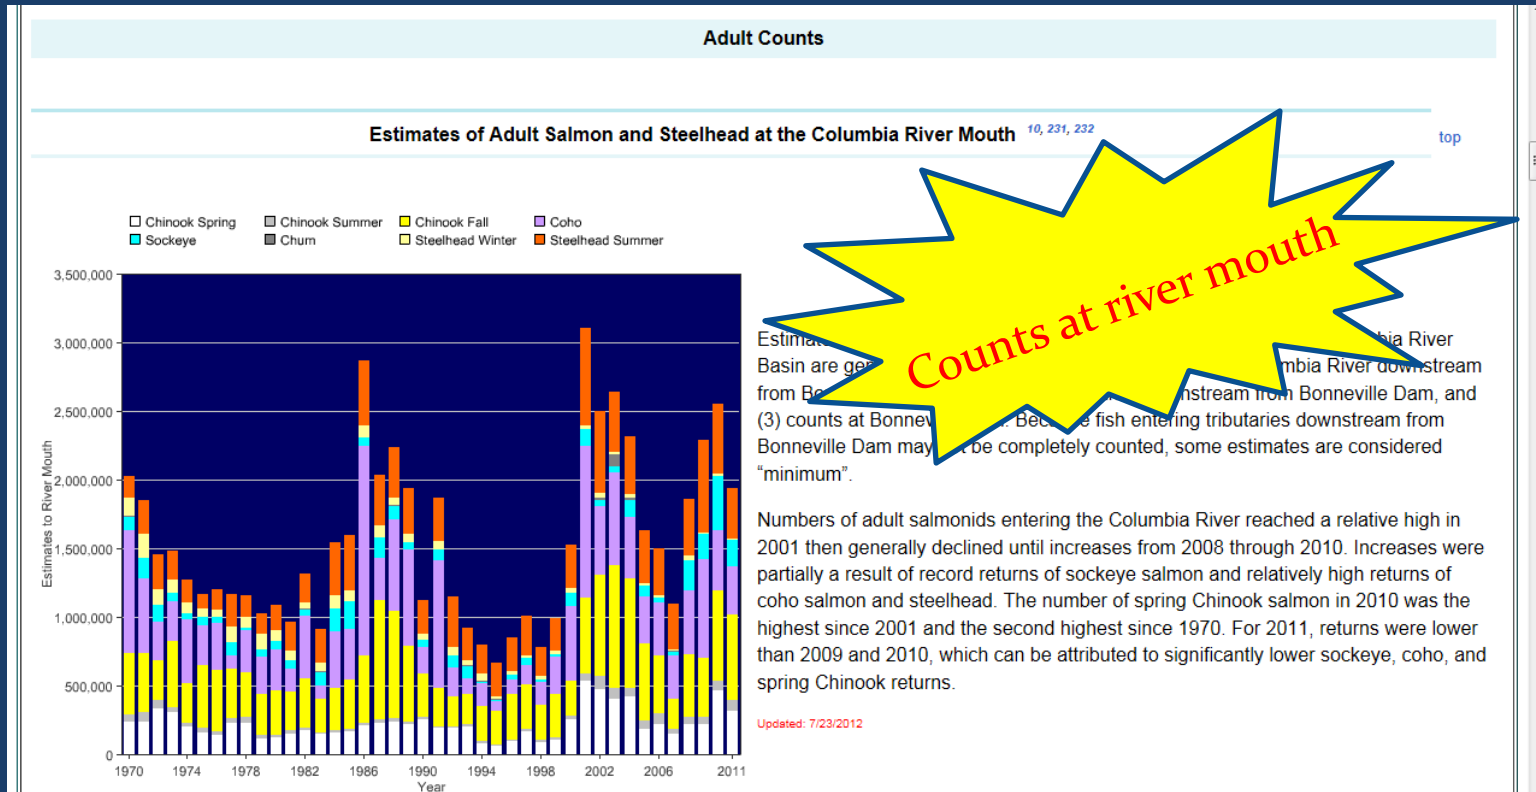 Adult Counts
Estimates of Adult Salmon and Steelhead at the Columbia River Mouth 10, 231, 232
top
Chinook Spring Chinook Summer Chinook Fall Coho
Sockeye Chum Steelhead Winter Steelhead Summer
3,500,000
3,000,000
2,500,000
2,000,000
1,500,000
1,000,000
500,000
0
Estimates to River Mouth
1970 1974 1978 1982 1986 1990 1994 1998 2002 2006 2011
Year
Counts at river mouth
River
Basin are River downstream
from from Bonneville Dam, and
(3) counts at fish entering tributaries downstream from
Bonneville Dam may be completely counted, some estimates are considered
“minimum”.
Numbers of adult salmonids entering the Columbia River reached a relative high in
2001 then generally declined until increases from 2008 through 2010. Increases were
partially a result of record returns of sockeye salmon and relatively high returns of
coho salmon and steelhead. The number of spring Chinook salmon in 2010 was the
highest since 2001 and the second highest since 1970. For 2011, returns were lower
than 2009 and 2010, which can be attributed to significantly lower sockeye, coho, and
spring Chinook returns.
Updated: 7/23/2012